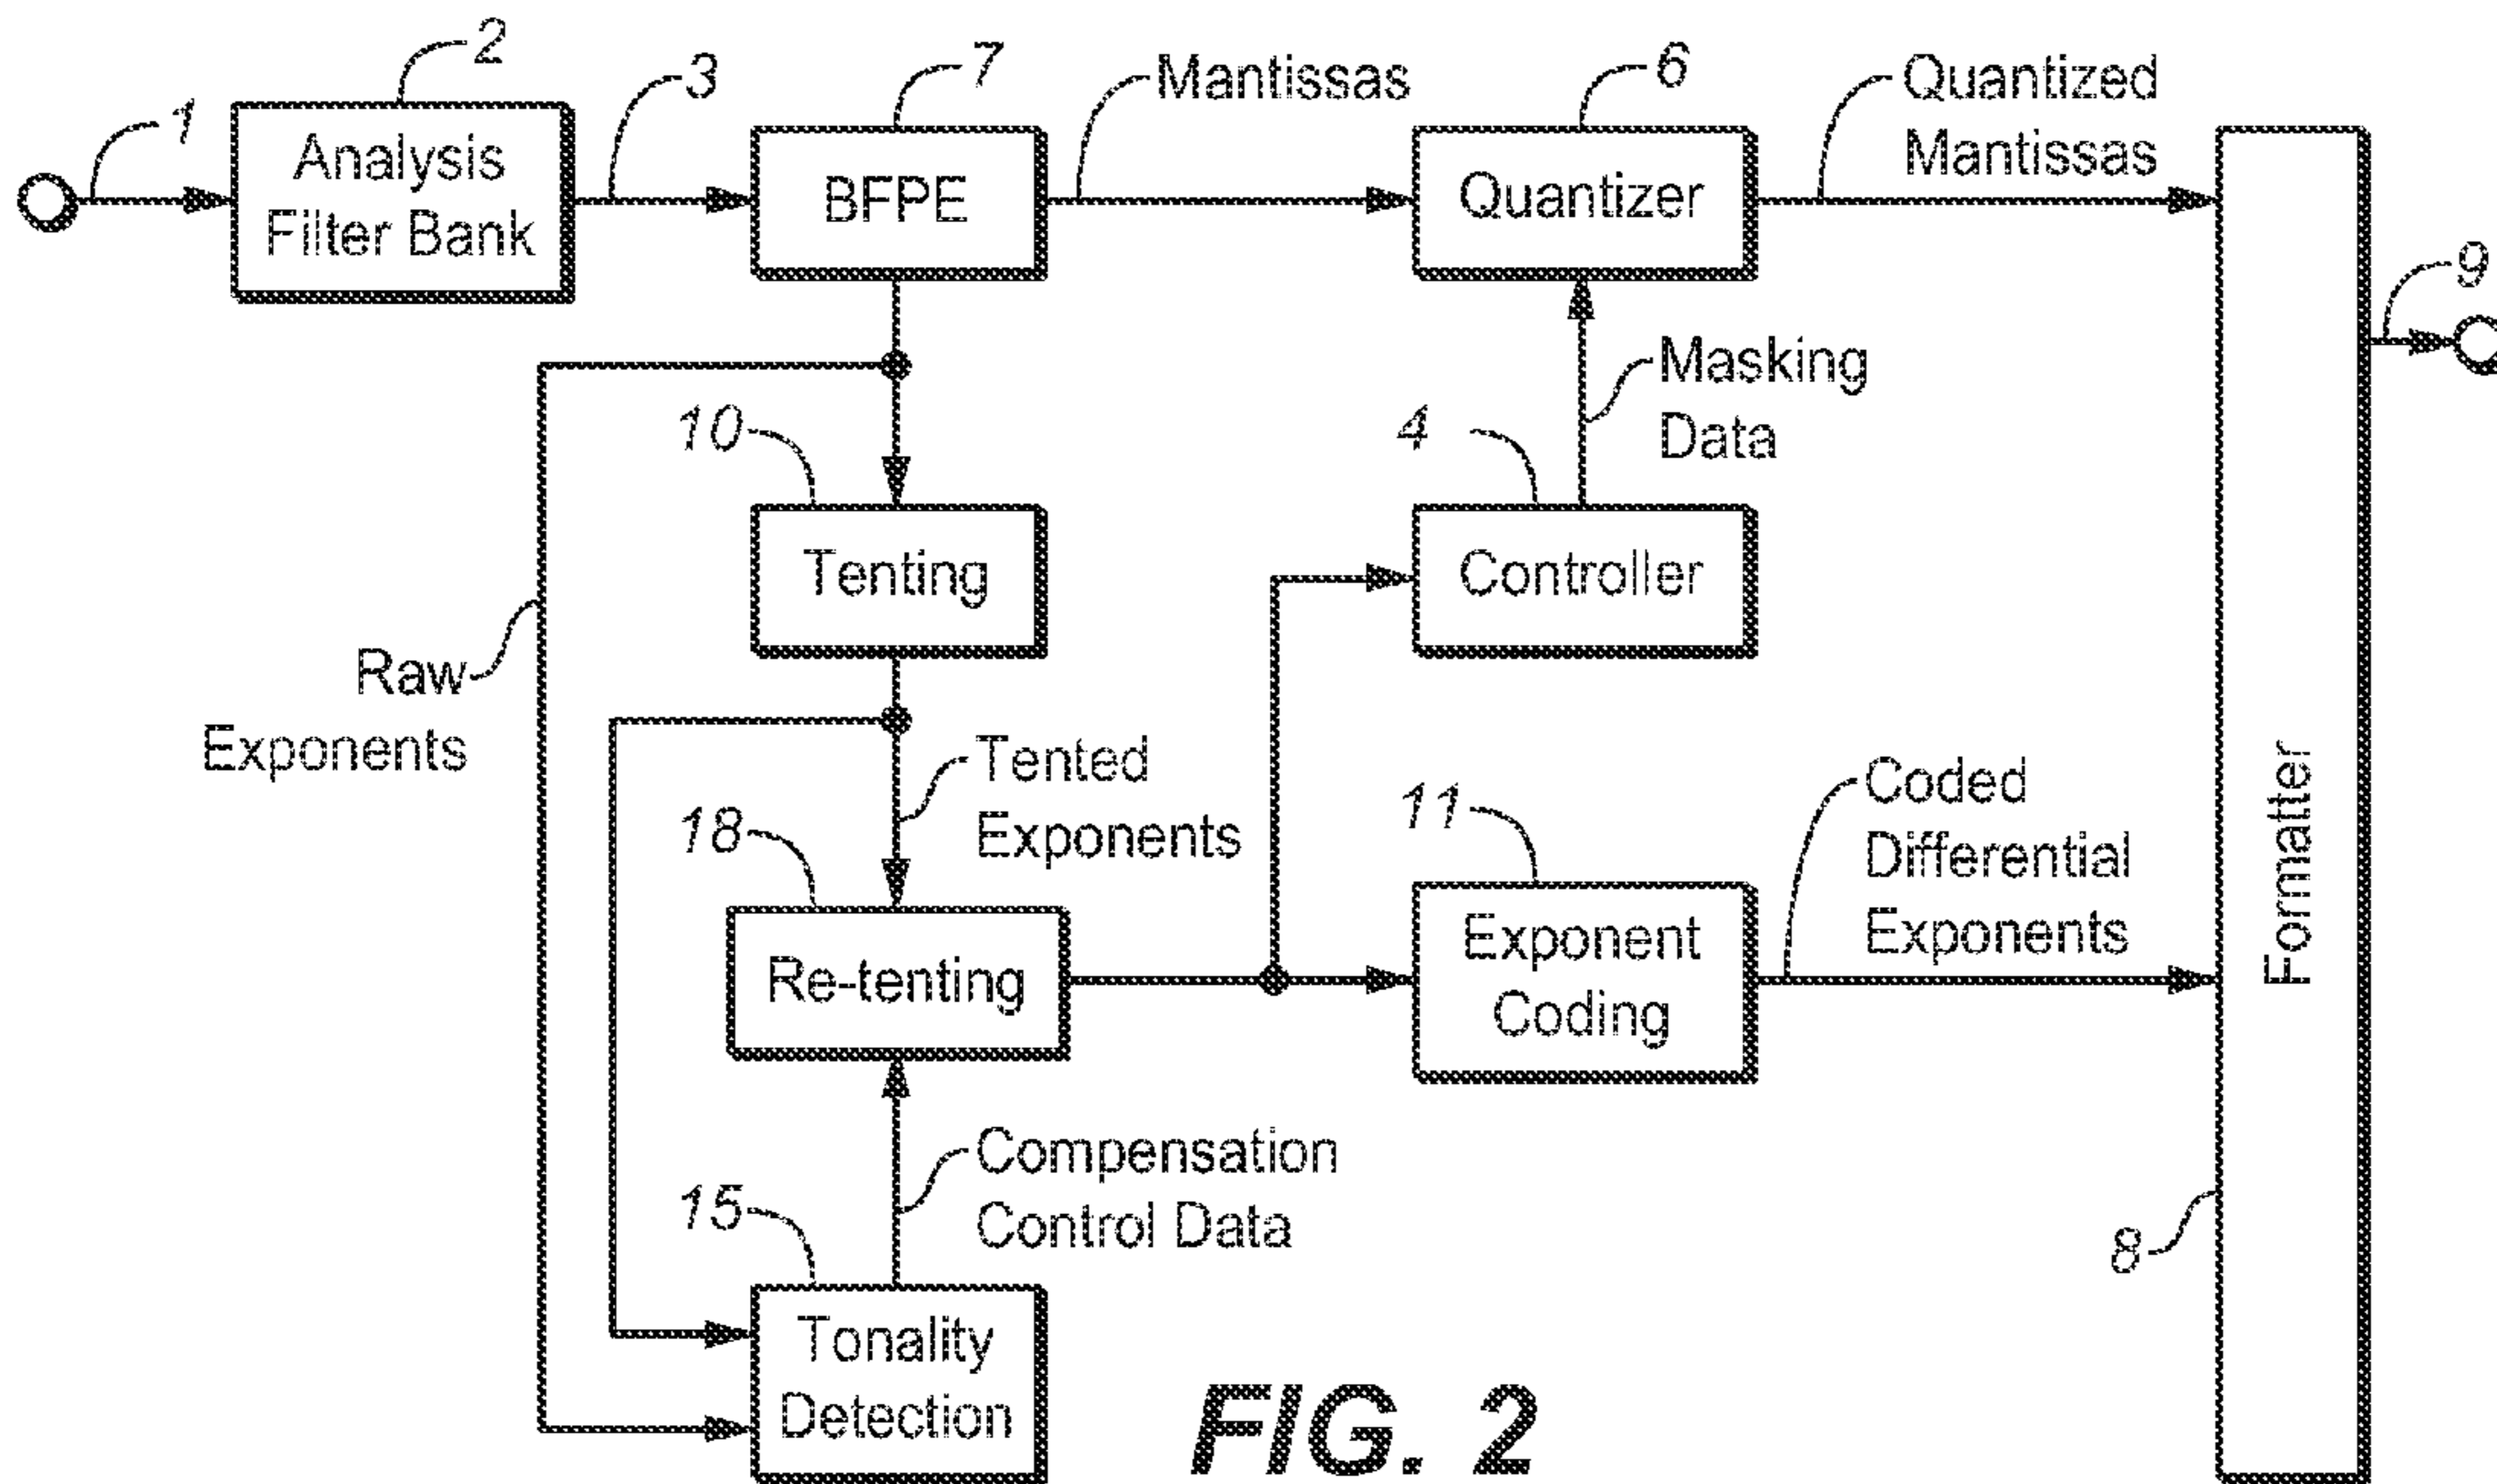 1
2
Analysis
Filter Bank
3
7
BFPE
Mantissas
6
Quantizer
Quantized
Mantissas
9
10
Tenting
4
Controller
Masking
Data
Raw
Exponents
Tented
Exponents
18
Re-tenting
11
Exponent
Coding
Coded
Differential
Exponents
Formatter
8
Compensation
Control Data
15
Tonality
Detection
FIG. 2